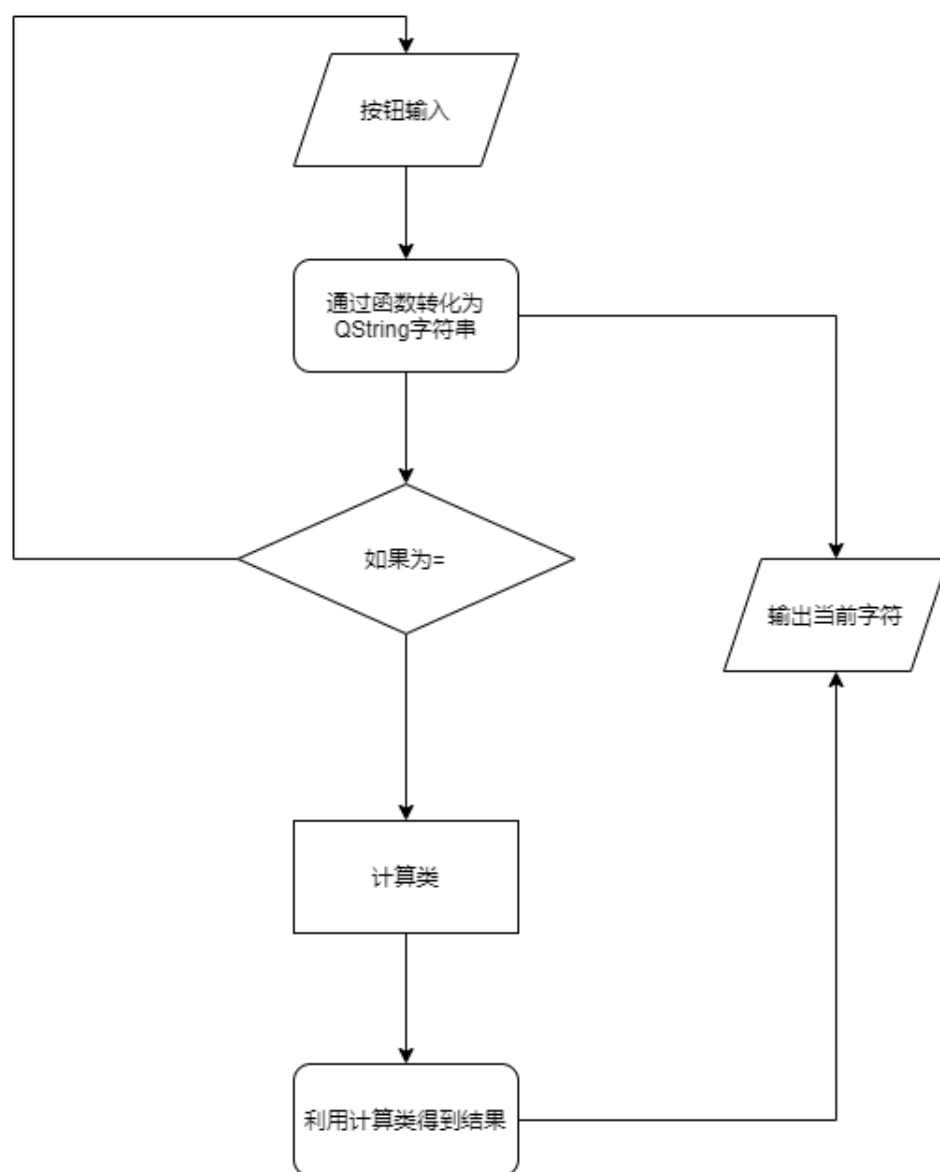 按钮输入
通过函数转化为
QString字符串
如果为=
输出当前字符
计算类
利用计算类得到结果